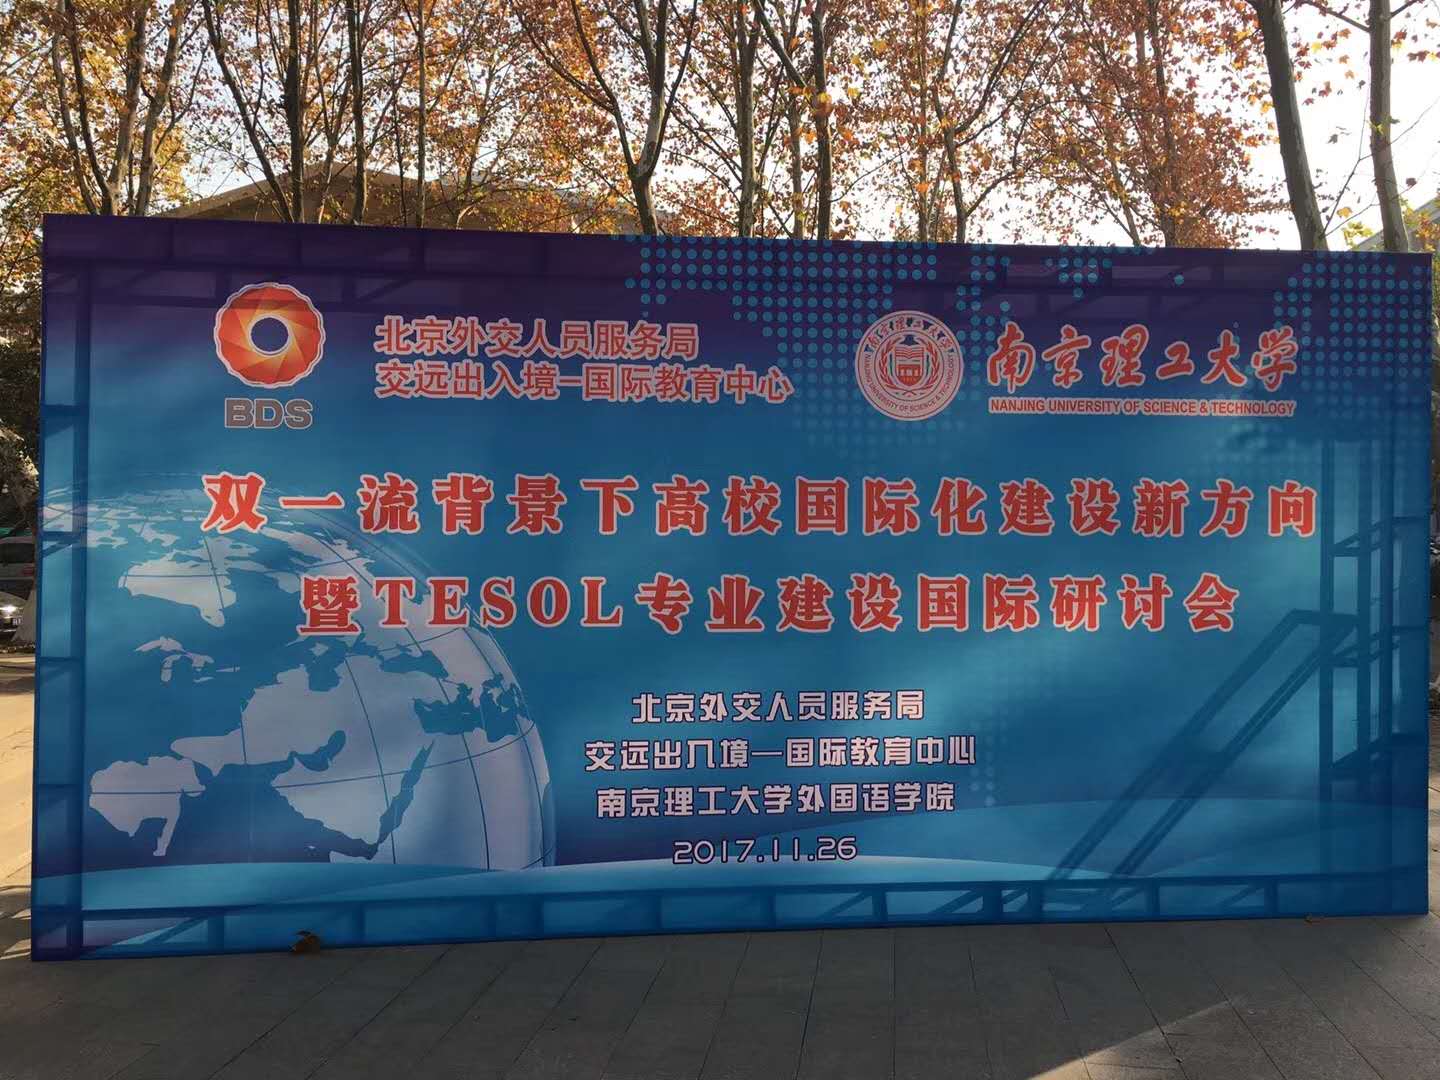 北京外交人员服务局
交远出入境—国际教育中心
BDS
南京理工大学
NANJING UNIVERSITY OF SCIENCE & TECHNOLOGY
双一流背景下高校国际化建设新方向
暨TESOL专业建设国际研讨会
北京外交人员服务局
交远出入境—国际教育中心
南京理工大学外国语学院
2017.11.26